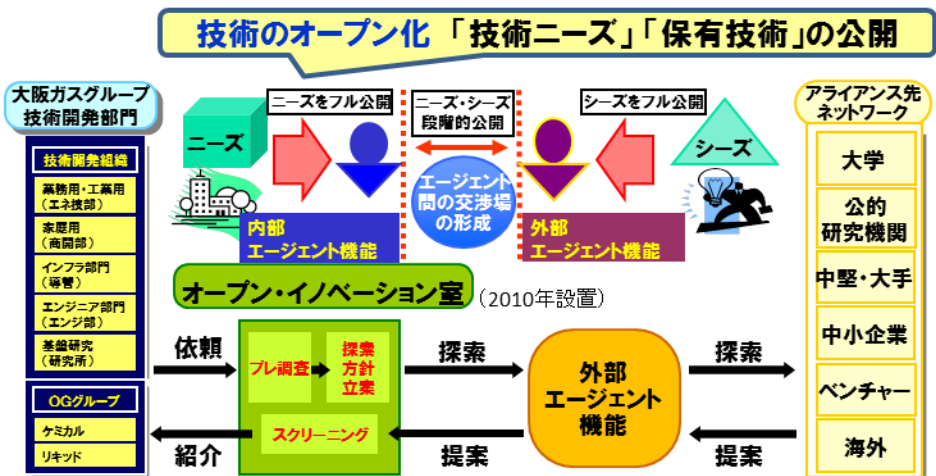 技術のオープン化 「技術ニーズ」「保有技術」の公開
大阪ガスグループ
技術開発部門
技術開発組織
業務用・工業用
(エネ技部)
家庭用
(商開部)
インフラ部門
(導管)
エンジニア部門
(エンジ部)
基盤研究
(研究所)
OGグループ
ケミカル
リキッド
ニーズをフル公開
ニーズ・シーズ
段階的公開
シーズをフル公開
ニーズ
シーズ
エージェント
間の交渉場
の形成
内部
エージェント機能
外部
エージェント機能
オープン・イノベーション室 (2010年設置)
依頼
プレ調査
探索
方針
立案
スクリーニング
紹介
探索
提案
外部
エージェント
機能
探索
提案
アライアンス先
ネットワーク
大学
公的
研究機関
中堅・大手
中小企業
ベンチャー
海外